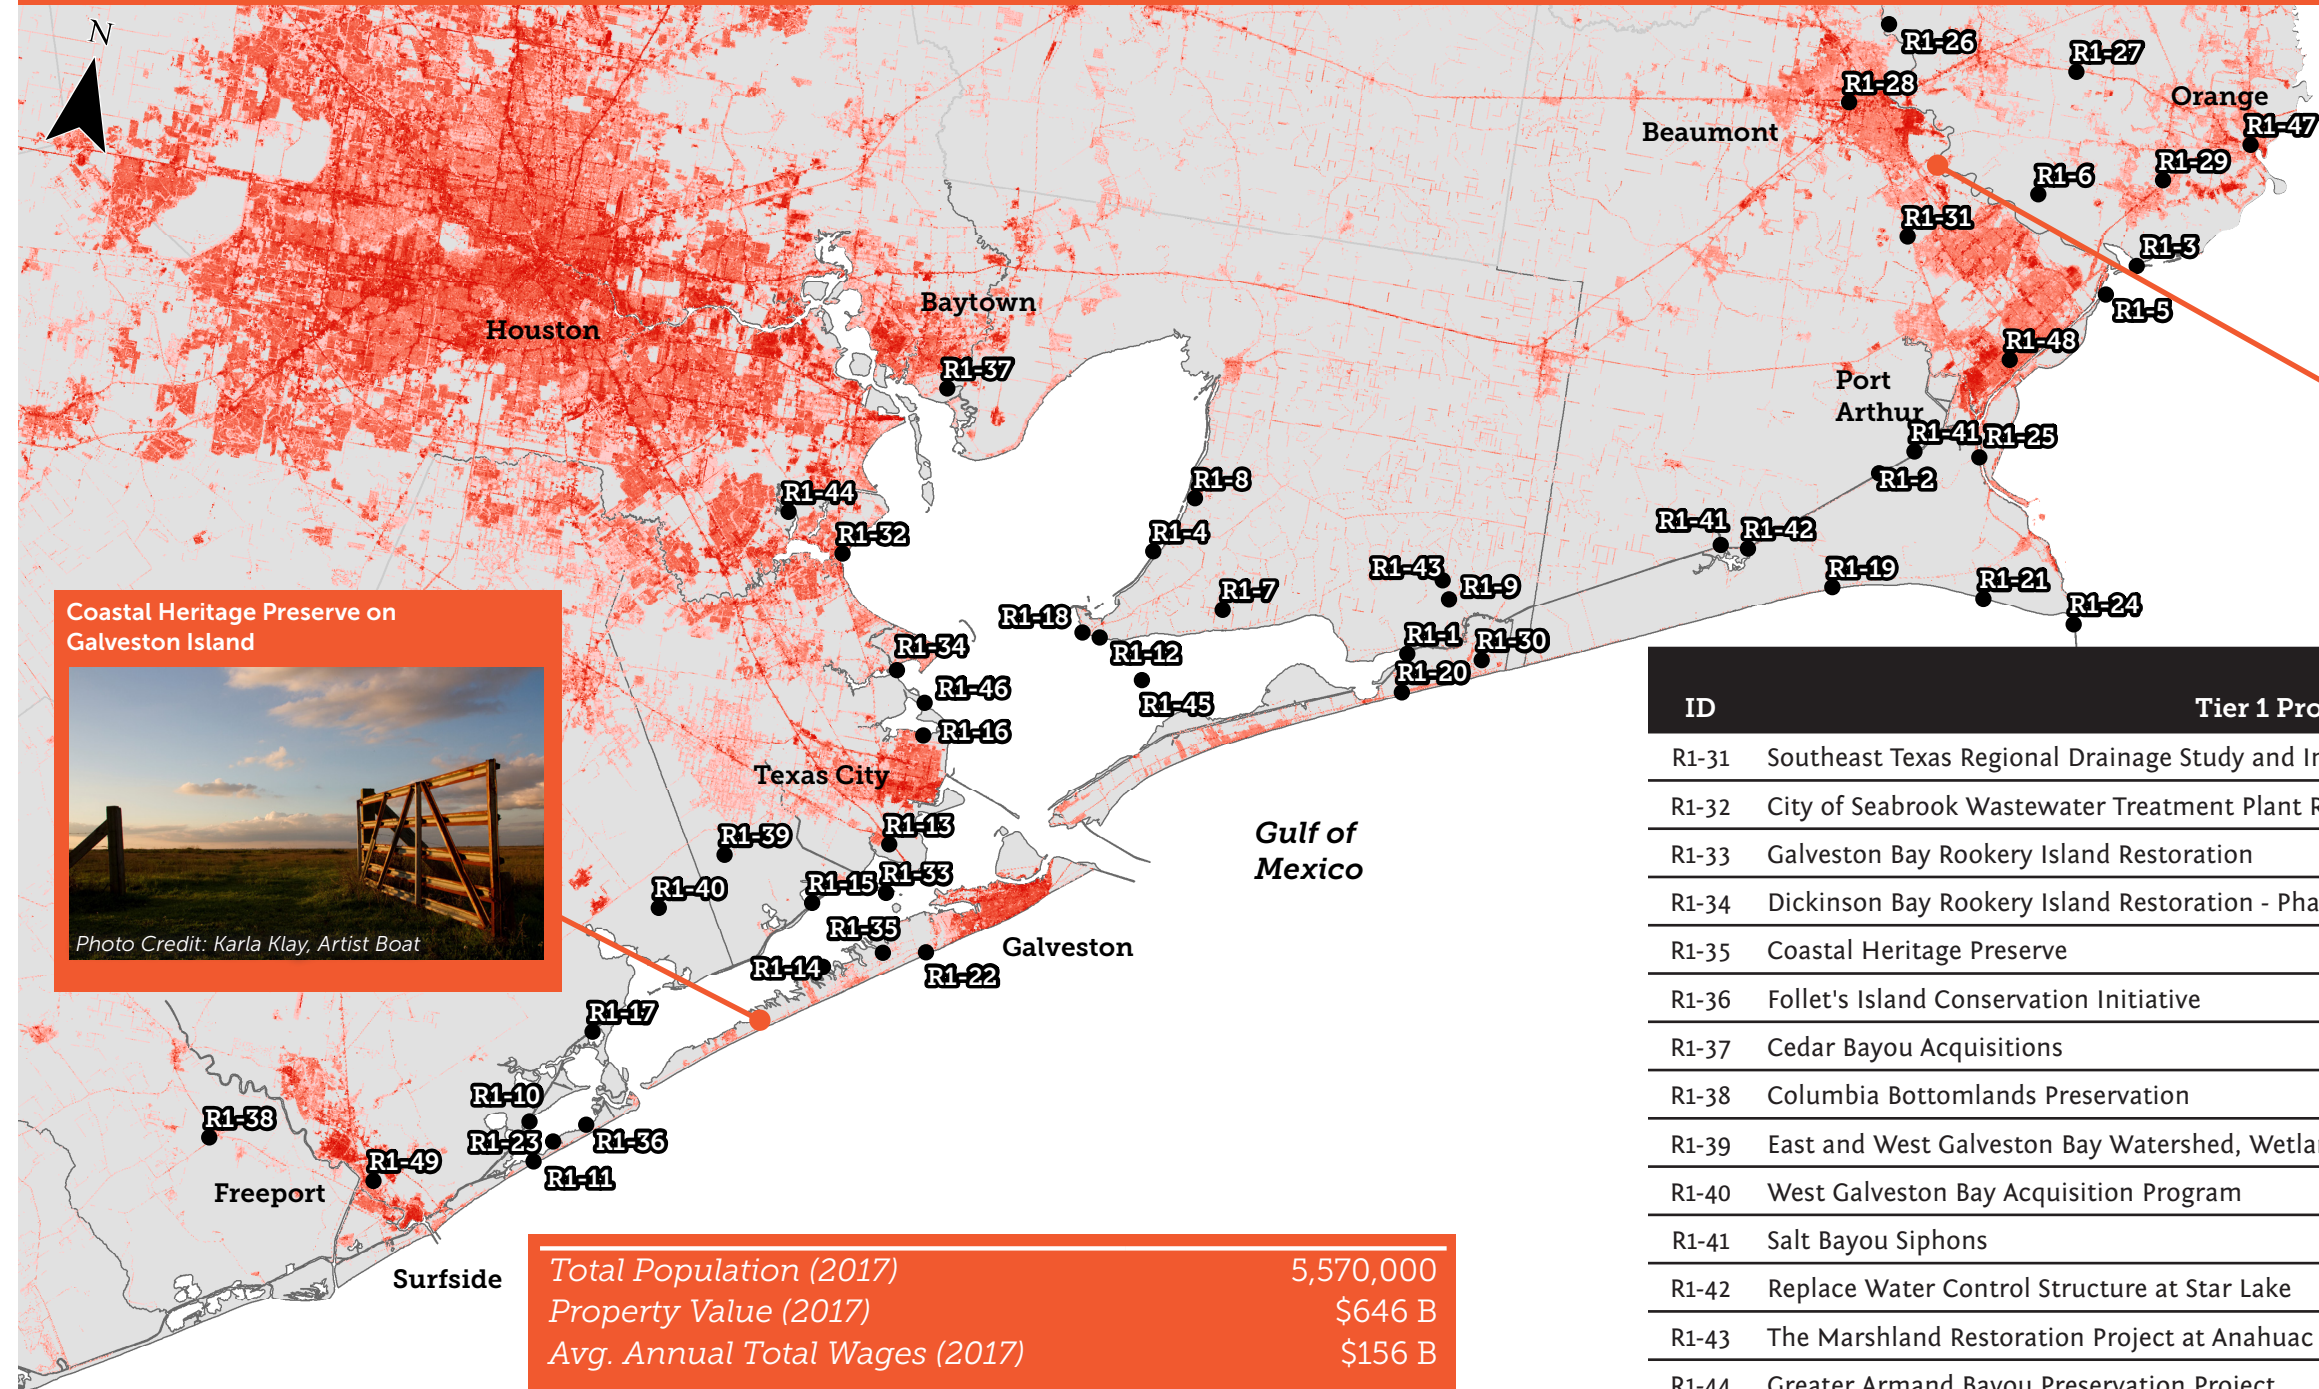 N
R1-26
R1-27
R1-28
Orange
R1-47
Beaumont
R1-29
R1-6
R1-31
R1-3
Baytown
R1-5
Houston
R1-48
R1-37
Port
Arthur
R1-41
R1-25
R1-8
R1-2
R1-44
R1-32
R1-4
R1-41
R1-42
R1-43
R1-9
R1-19
R1-21
R1-7
R1-24
R1-18
R1-12
R1-1
R1-30
R1-20
R1-34
R1-46
R1-45
R1-16
Coastal Heritage Preserve on
Galveston Island
Photo Credit: Karla Klay, Artist Boat
Texas City
R1-13
R1-39
Gulf of
Mexico
R1-15
R1-33
R1-40
R1-35
Galveston
R1-14
R1-22
R1-17
R1-10
R1-38
R1-23
R1-36
R1-49
R1-11
Freeport
Surfside
Total Population (2017) 5,570,000
Property Value (2017) $646 B
Avg. Annual Total Wages (2017) $156 B
ID Tier 1 Pro
R1-31 Southeast Texas Regional Drainage Study and
R1-32 City of Seabrook Wastewater Treatment Plant
R1-33 Galveston Bay Rookery Island Restoration
R1-34 Dickinson Bay Rookery Island Restoration - Pha
R1-35 Coastal Heritage Preserve
R1-36 Follet's Island Conservation Initiative
R1-37 Cedar Bayou Acquisitions
R1-38 Columbia Bottomlands Preservation
R1-39 East and West Galveston Bay Watershed, Wetla
R1-40 West Galveston Bay Acquisition Program
R1-41 Salt Bayou Siphons
R1-42 Replace Water Control Structure at Star Lake
R1-43 The Marshland Restoration Project at Anahuac
R1-44 Greater Armand Bayou Preservation Project